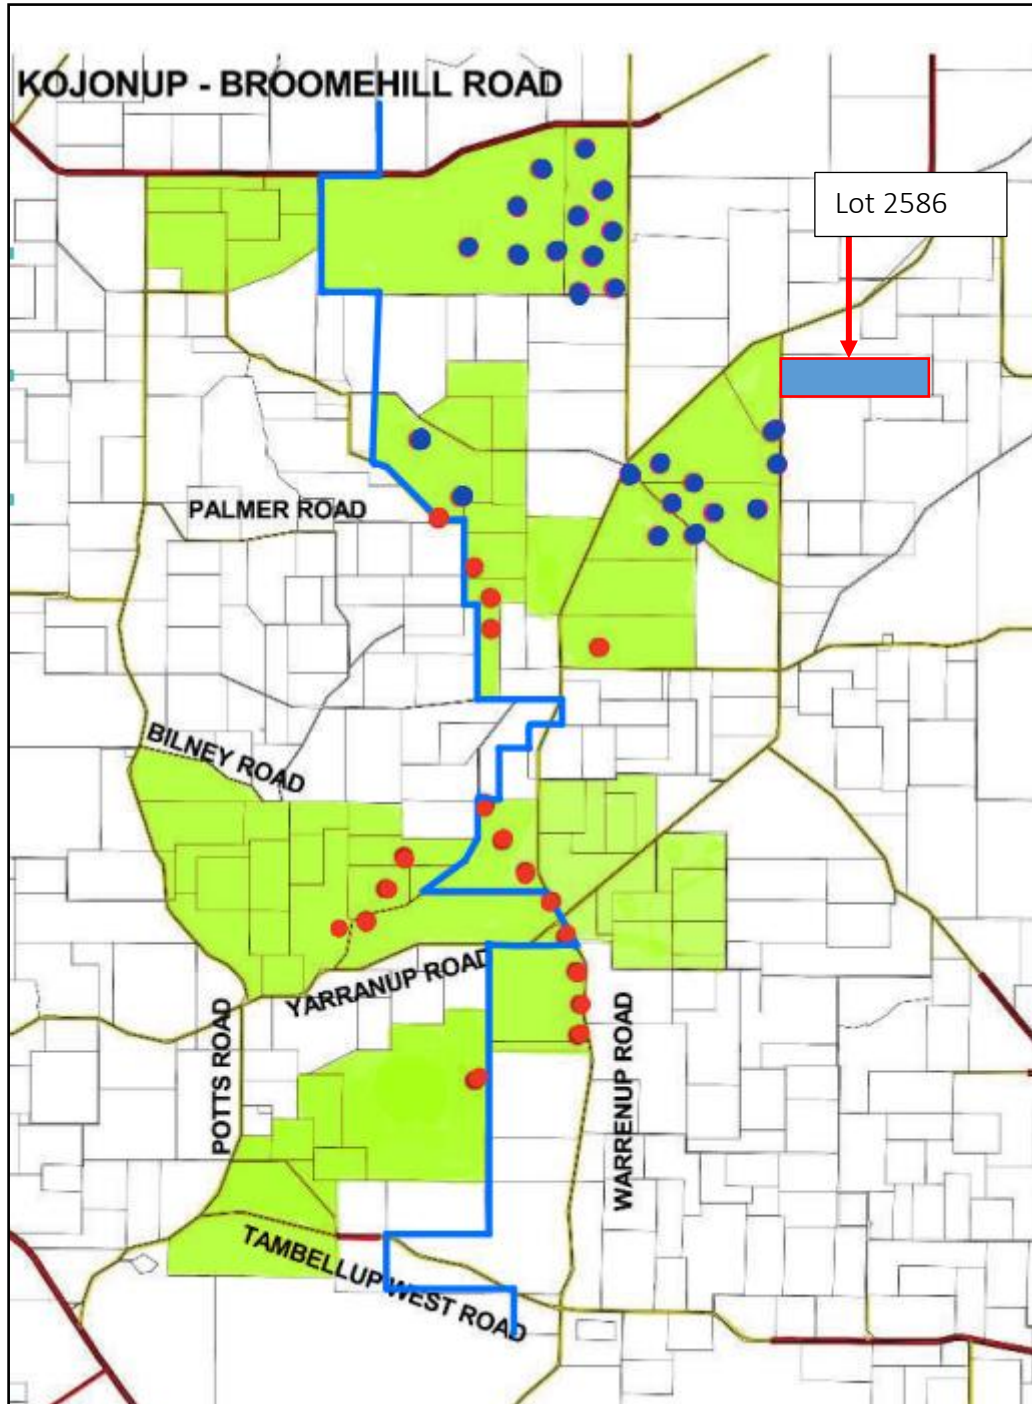 KOJONUP - BROOMEHILL ROAD
Lot 2586
PALMER ROAD
BILNEY ROAD
YARRANUP ROAD
POTTS ROAD
WARRENUP ROAD
TAMBELLUP WEST ROAD